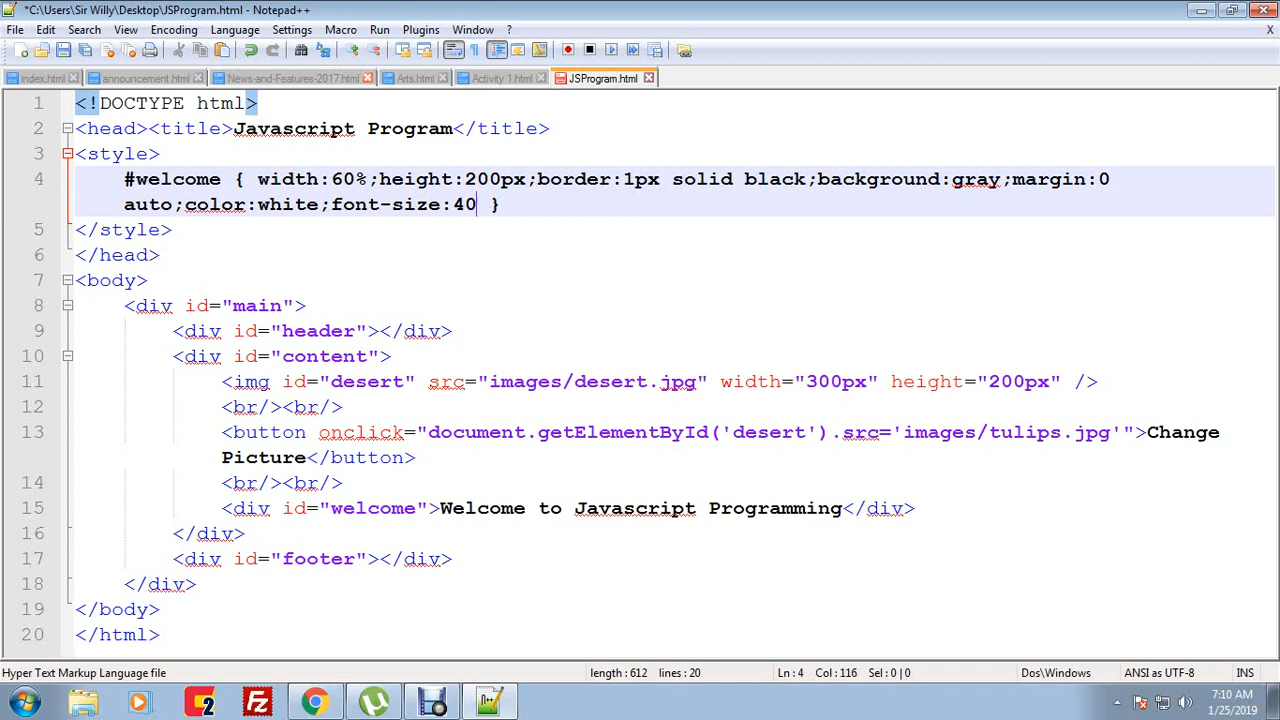 *C:\Users\Sir Willy\Desktop\JSProgram.html - Notepad++
File Edit Search View Encoding Language Settings Macro Run Plugins Window ? X
index.html announcement.html News-and-Features-2017.html Arts.html Activity 1.html JSProgram.html
1 <!DOCTYPE html>
2 <head><title>Javascript Program</title>
3 <style>
4 #welcome { width:60%;height:200px;border:1px solid black;background:gray;margin:0
auto;color:white;font-size:40 }
5 </style>
6 </head>
7 <body>
8 <div id="main">
9 <div id="header"></div>
10 <div id="content">
11 <img id="desert" src="images/desert.jpg" width="300px" height="200px" />
12 <br/><br/>
13 <button onclick="document.getElementById('desert').src='images/tulips.jpg'">Change
Picture</button>
14 <br/><br/>
15 <div id="welcome">Welcome to Javascript Programming</div>
16 </div>
17 <div id="footer"></div>
18 </div>
19 </body>
20 </html>
Hyper Text Markup Language file length : 612 lines : 20 Ln : 4 Col : 116 Sel : 0 | 0 Dos\Windows ANSI as UTF-8 INS
7:10 AM
1/25/2019